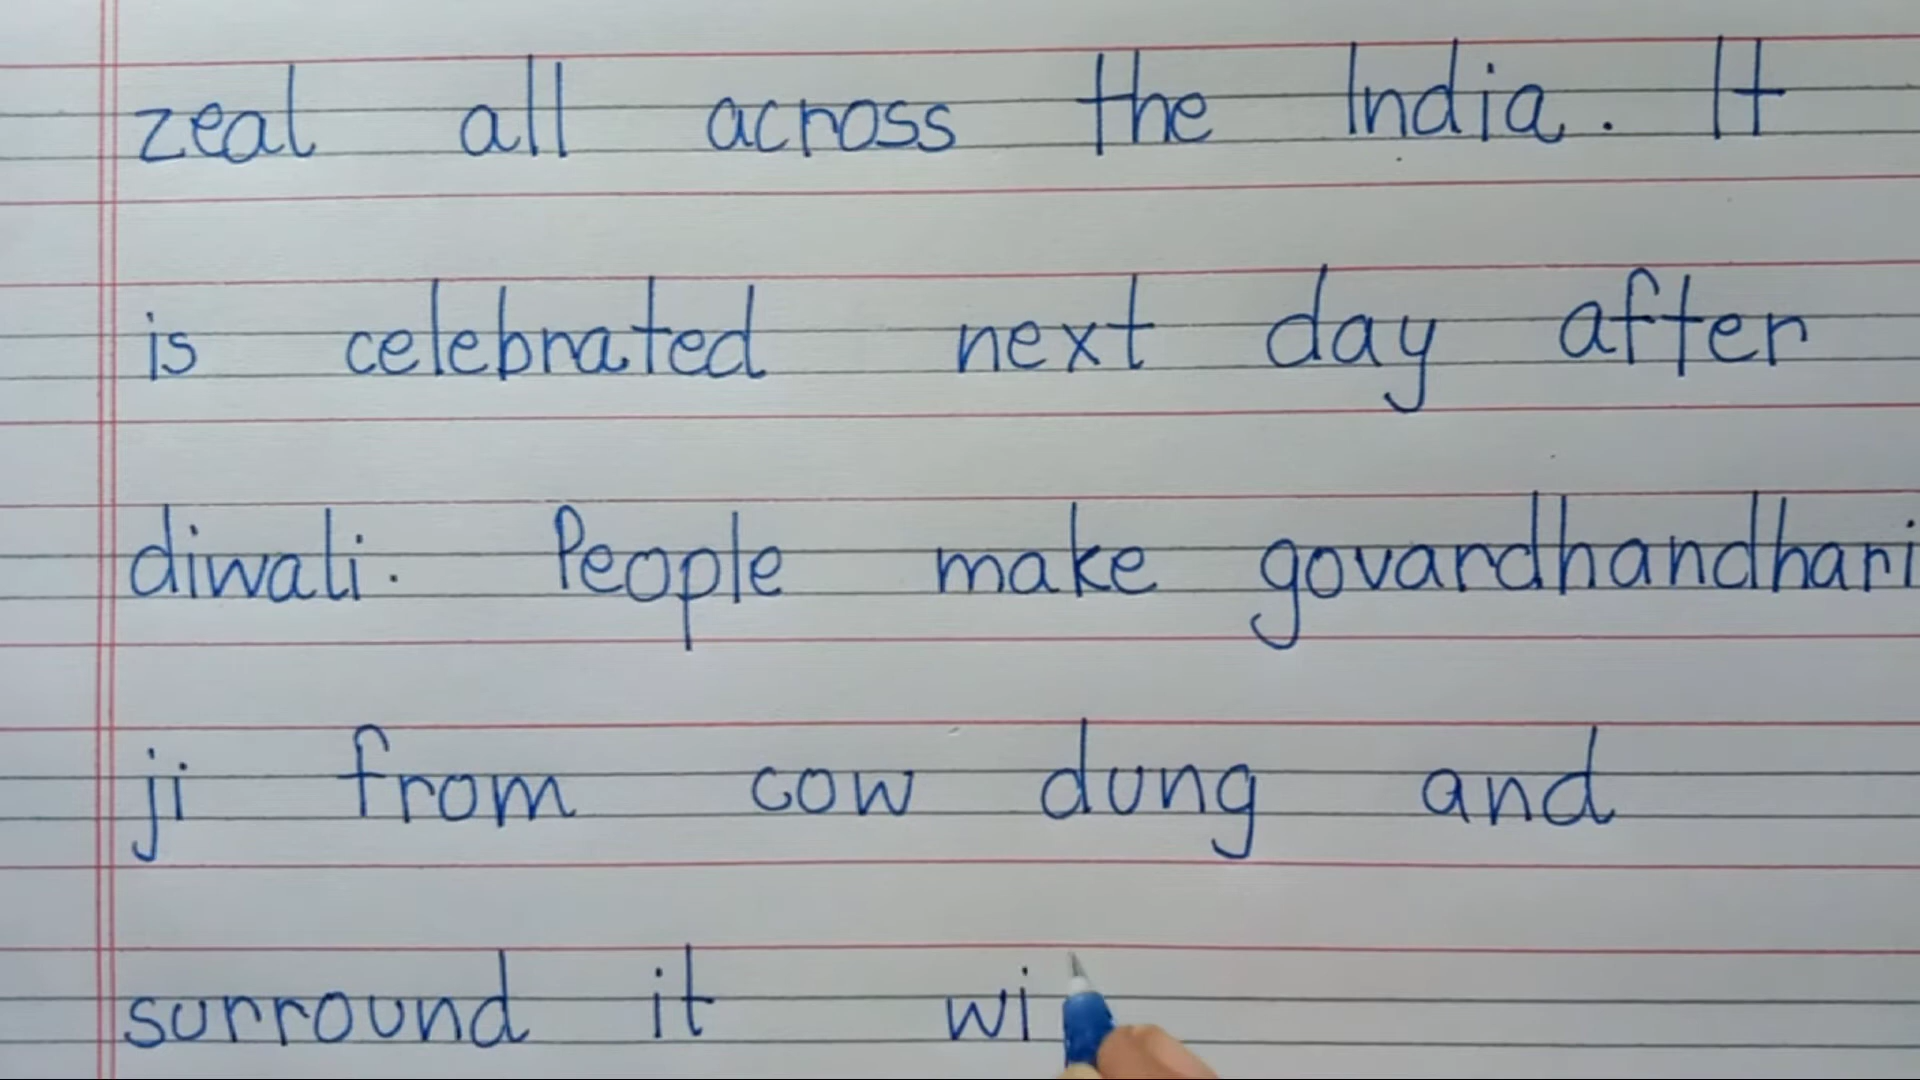 zeal all across the India. It
is celebrated next day after
diwali. People make govardhandhari
ji from cow dung and
surround it wi